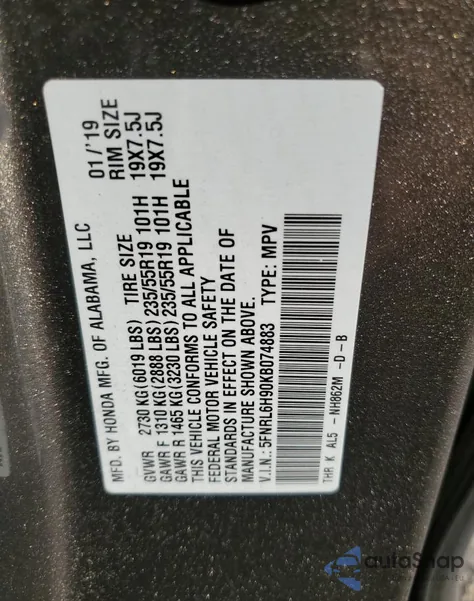 MFD. BY HONDA MFG. OF ALABAMA, LLC 01/'19
TIRE SIZE RIM SIZE
GVWR 2730 KG(6019 LBS)
GAWR F 1310 KG(2888 LBS) 235/55R19 101H 19X7.5J
GAWR R 1465 KG(3230 LBS) 235/55R19 101H 19X7.5J
THIS VEHICLE CONFORMS TO ALL APPLICABLE
FEDERAL MOTOR VEHICLE SAFETY
STANDARDS IN EFFECT ON THE DATE OF
MANUFACTURE SHOWN ABOVE.
V.I.N.: 5FNRL6H90KB074883 TYPE: MPV
THR K AL5 - NH862M -D-B
autoSnap